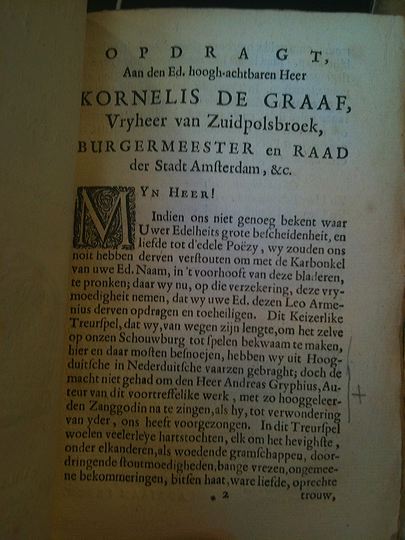 OPDRAGT,
Aan den Ed. hoogh-achtbaren Heer
KORNELIS DE GRAAF,
Vryheer van Zuidpolsbroek,
BURGERMEESTER en RAAD
der Stadt Amsterdam, &c.
MYN HEER!
Indien ons niet genoeg bekent waar
Uwer Edelheits grote bescheidenheit, en
liefde tot d'edele Poëzy, wy zouden ons
noit hebben derven verstouten om met de Karbonkel
van uwe Ed. Naam, in 't voorhooft van deze bladeren,
te pronken; daar wy nu, op die verzekering, deze vry-
moedigheit nemen, dat wy uwe Ed. dezen Leo Arme-
nius derven opdragen en toeheiligen. Dit Keizerlike
Treurspel, dat wy, van wegen zijn lengte, om het zelve
op onzen Schouwburg tot spelen bekwaam te maken,
hier en daar mosten besnoejen, hebben wy uit Hoog-
duitsche in Nederduitsche vaarzen gebraght; doch de
macht niet gehad om den Heer Andreas Gryphius, Au-
teur van dit voortreffelike werk, met zo hooggeleer-
den Zanggodin na te zingen, als hy, tot verwondering
van yder, ons heeft voorgezongen. In dit Treurspel
woelen veelerleye hartstochten, elk om het hevighste,
onder elkanderen, als woedende gramschappen, door-
dringende stoutmoedigheden, bange vrezen, ongemee-
ne bekommeringen, bitsen haat, ware liefde, oprechte
* 2 trouw,